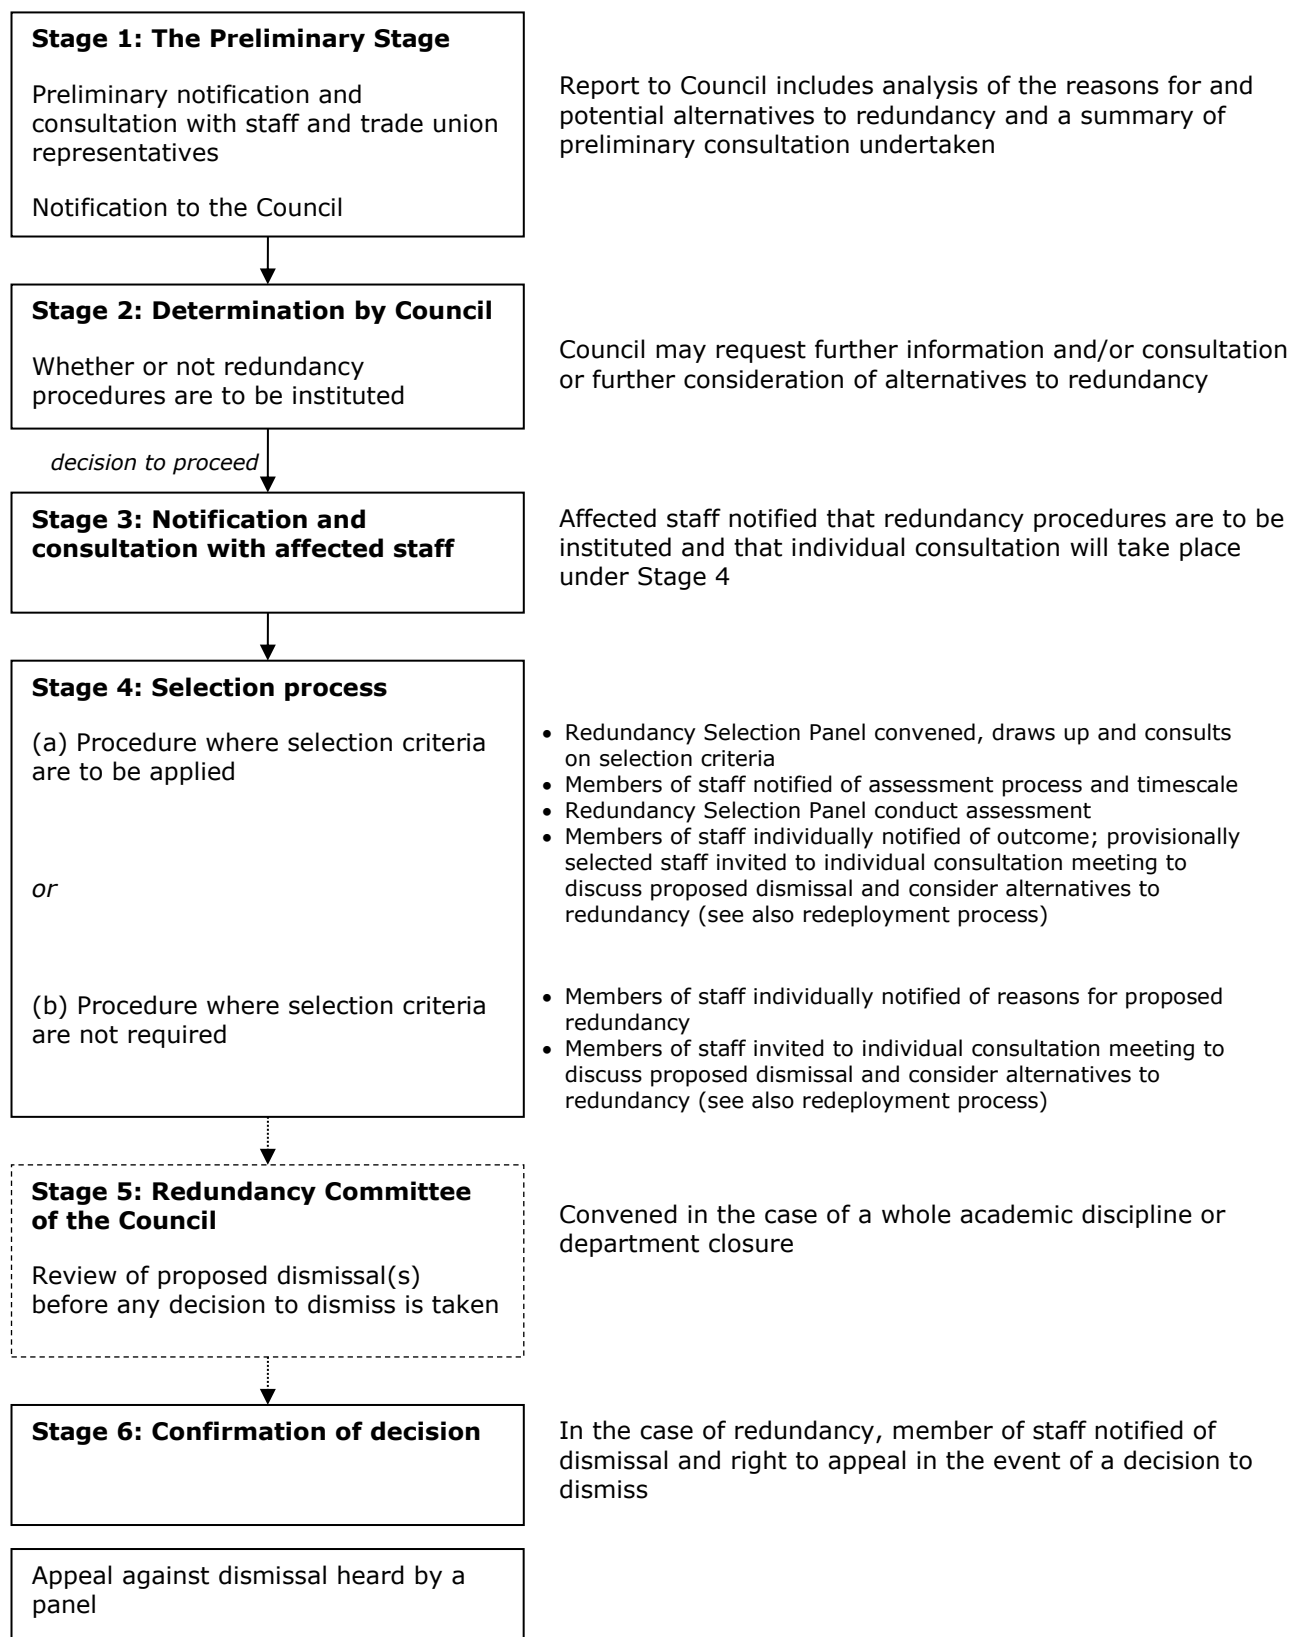 Stage 1: The Preliminary Stage
Preliminary notification and
consultation with staff and trade union
representatives
Notification to the Council
Report to Council includes analysis of the reasons for and
potential alternatives to redundancy and a summary of
preliminary consultation undertaken
Stage 2: Determination by Council
Whether or not redundancy
procedures are to be instituted
Council may request further information and/or consultation
or further consideration of alternatives to redundancy
decision to proceed
Stage 3: Notification and
consultation with affected staff
Affected staff notified that redundancy procedures are to be
instituted and that individual consultation will take place
under Stage 4
Stage 4: Selection process
(a) Procedure where selection criteria
are to be applied
• Redundancy Selection Panel convened, draws up and consults
on selection criteria
• Members of staff notified of assessment process and timescale
• Redundancy Selection Panel conduct assessment
• Members of staff individually notified of outcome; provisionally
selected staff invited to individual consultation meeting to
discuss proposed dismissal and consider alternatives to
redundancy (see also redeployment process)
or
(b) Procedure where selection criteria
are not required
• Members of staff individually notified of reasons for proposed
redundancy
• Members of staff invited to individual consultation meeting to
discuss proposed dismissal and consider alternatives to
redundancy (see also redeployment process)
Stage 5: Redundancy Committee
of the Council
Review of proposed dismissal(s)
before any decision to dismiss is taken
Convened in the case of a whole academic discipline or
department closure
Stage 6: Confirmation of decision
In the case of redundancy, member of staff notified of
dismissal and right to appeal in the event of a decision to
dismiss
Appeal against dismissal heard by a
panel